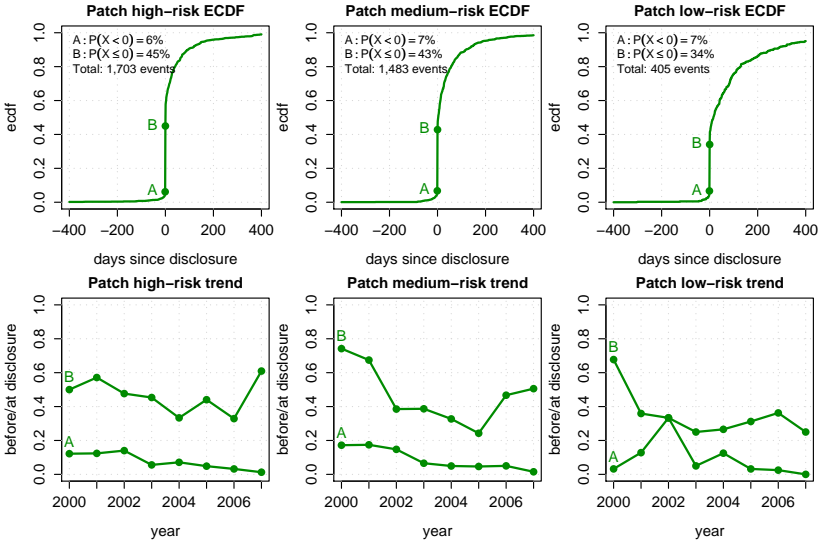 Patch high−risk ECDF
A : P(X < 0) = 6%
B : P(X ≤ 0) = 45%
Total: 1,703 events
B
A
ecdf
0.0 0.2 0.4 0.6 0.8 1.0
−400 −200 0 200 400
days since disclosure
Patch medium−risk ECDF
A : P(X < 0) = 7%
B : P(X ≤ 0) = 43%
Total: 1,483 events
B
A
ecdf
0.0 0.2 0.4 0.6 0.8 1.0
−400 −200 0 200 400
days since disclosure
Patch low−risk ECDF
A : P(X < 0) = 7%
B : P(X ≤ 0) = 34%
Total: 405 events
B
A
ecdf
0.0 0.2 0.4 0.6 0.8 1.0
−400 −200 0 200 400
days since disclosure
Patch high−risk trend
B
A
before/at disclosure
0.0 0.2 0.4 0.6 0.8 1.0
2000 2002 2004 2006
year
Patch medium−risk trend
B
A
before/at disclosure
0.0 0.2 0.4 0.6 0.8 1.0
2000 2002 2004 2006
year
Patch low−risk trend
B
A
before/at disclosure
0.0 0.2 0.4 0.6 0.8 1.0
2000 2002 2004 2006
year